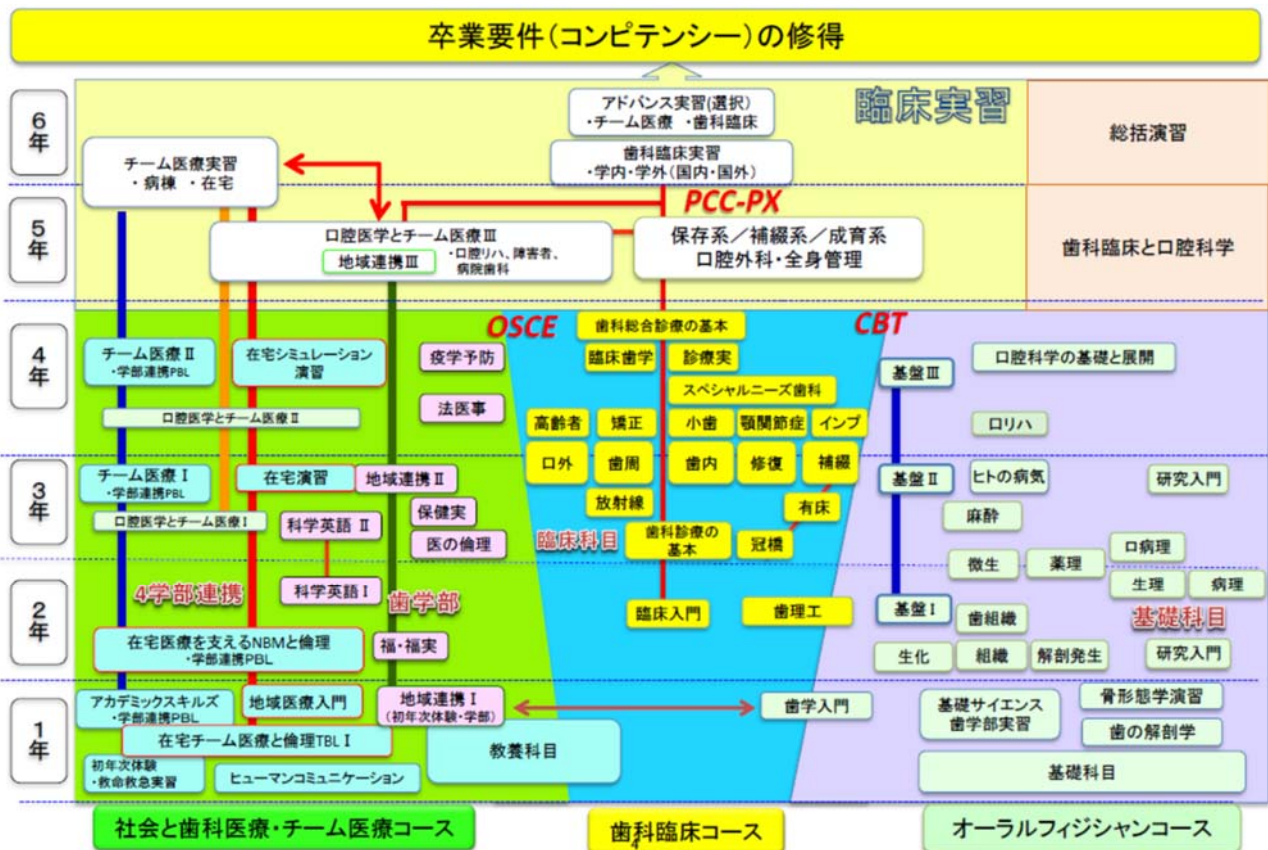 卒業要件(コンピテンシー)の修得
6年
アドバンス実習(選択)
・チーム医療 ・歯科臨床
臨床実習
総括演習
チーム医療実習
・病棟 ・在宅
歯科臨床実習
・学内・学外(国内・国外)
PCC-PX
5年
口腔医学とチーム医療Ⅲ
地域連携Ⅲ
・口腔リハ、障害者、
病院歯科
保存系/補綴系/成育系
口腔外科・全身管理
歯科臨床と口腔科学
OSCE
歯科総合診療の基本
CBT
4年
チーム医療Ⅱ
・学部連携PBL
在宅シミュレーション
演習
疫学予防
臨床歯学
診療実
基盤Ⅲ
口腔科学の基礎と展開
スペシャルニーズ歯科
口腔医学とチーム医療Ⅱ
法医事
高齢者
矯正
小歯
顎関節症
インプ
口リハ
3年
チーム医療Ⅰ
・学部連携PBL
在宅演習
地域連携Ⅱ
口外
歯周
歯内
修復
補綴
基盤Ⅱ
ヒトの病気
研究入門
放射線
有床
口腔医学とチーム医療Ⅰ
科学英語 Ⅱ
保健実
麻酔
医の倫理
臨床科目
歯科診療の
基本
冠橋
口病理
微生
薬理
2年
4学部連携
科学英語Ⅰ
歯学部
生理
病理
臨床入門
歯理工
基盤Ⅰ
歯組織
基礎科目
在宅医療を支えるNBMと倫理
・学部連携PBL
福・福実
生化
組織
解剖発生
研究入門
1年
アカデミックスキルズ
・学部連携PBL
地域医療入門
地域連携Ⅰ
(初年次体験・学部)
歯学入門
基礎サイエンス
歯学部実習
骨形態学演習
在宅チーム医療と倫理TBL Ⅰ
教養科目
歯の解剖学
初年次体験
・救命救急実習
ヒューマンコミュニケーション
基礎科目
社会と歯科医療・チーム医療コース
歯科臨床コース
4
オーラルフィジシャンコース